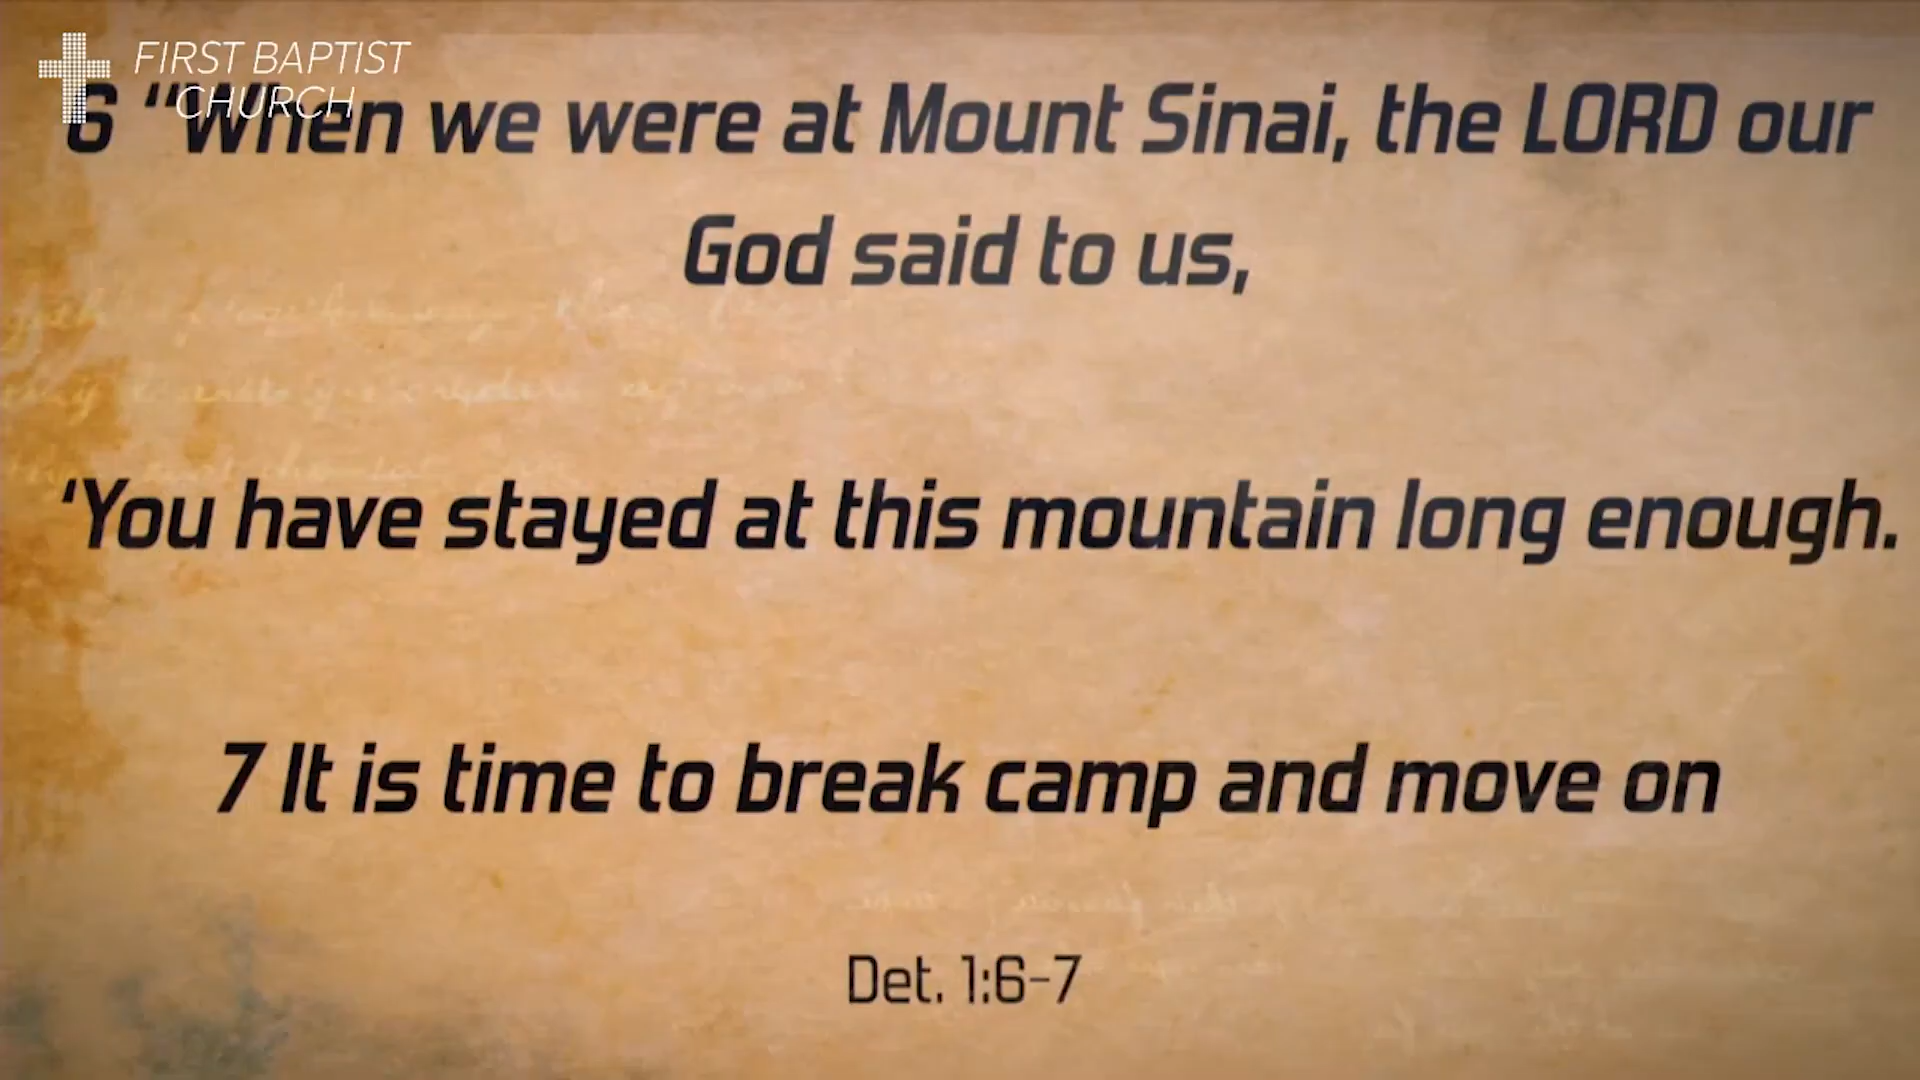 FIRST BAPTIST
CHURCH
6 “When we were at Mount Sinai, the LORD our
God said to us,
‘You have stayed at this mountain long enough.
7 It is time to break camp and move on
Det. 1:6-7